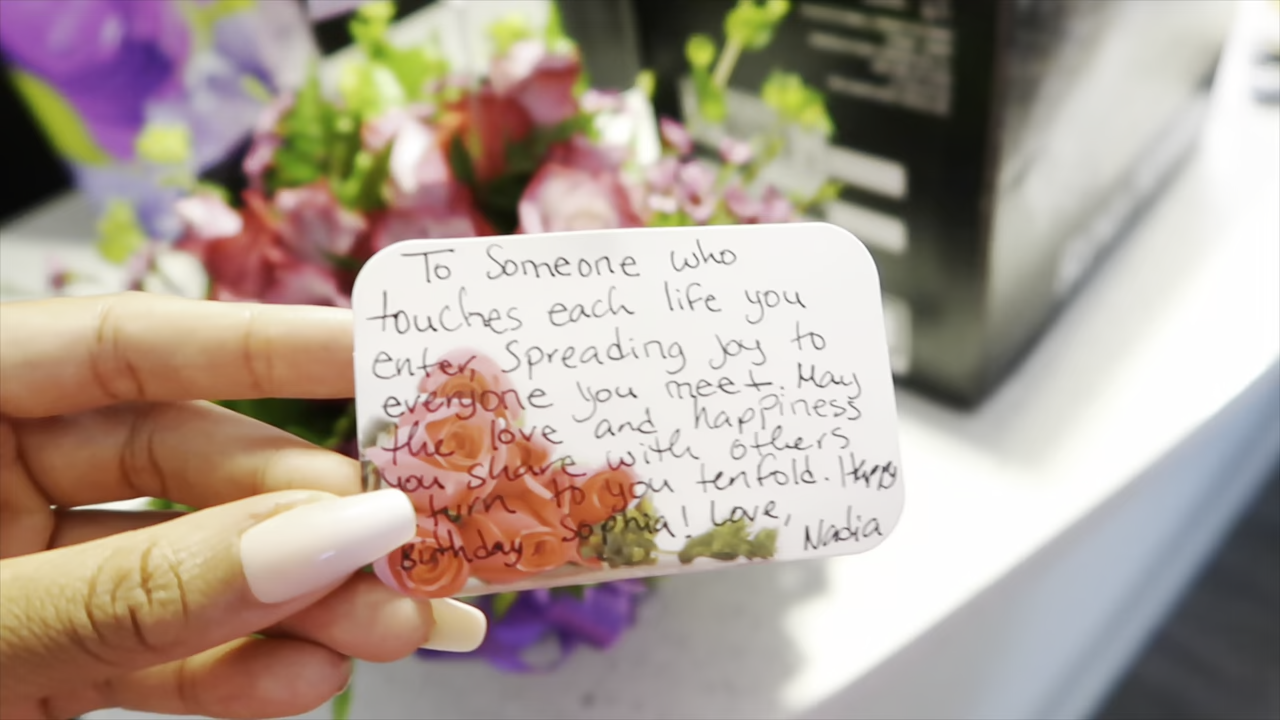 To Someone who
touches each life you
enter, Spreading joy to
everyone you meet. May
the love and happiness
you share with others
turn to you tenfold. Happy
Birthday Sophia! Love,
Nadia